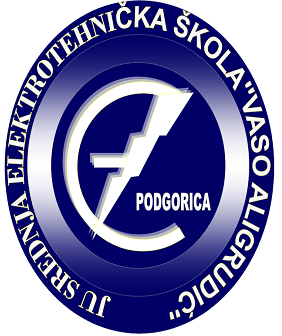 JU SREDNJA ELEKTROTEHNIČKA ŠKOLA"VASO ALIGRUDIĆ"
PODGORICA